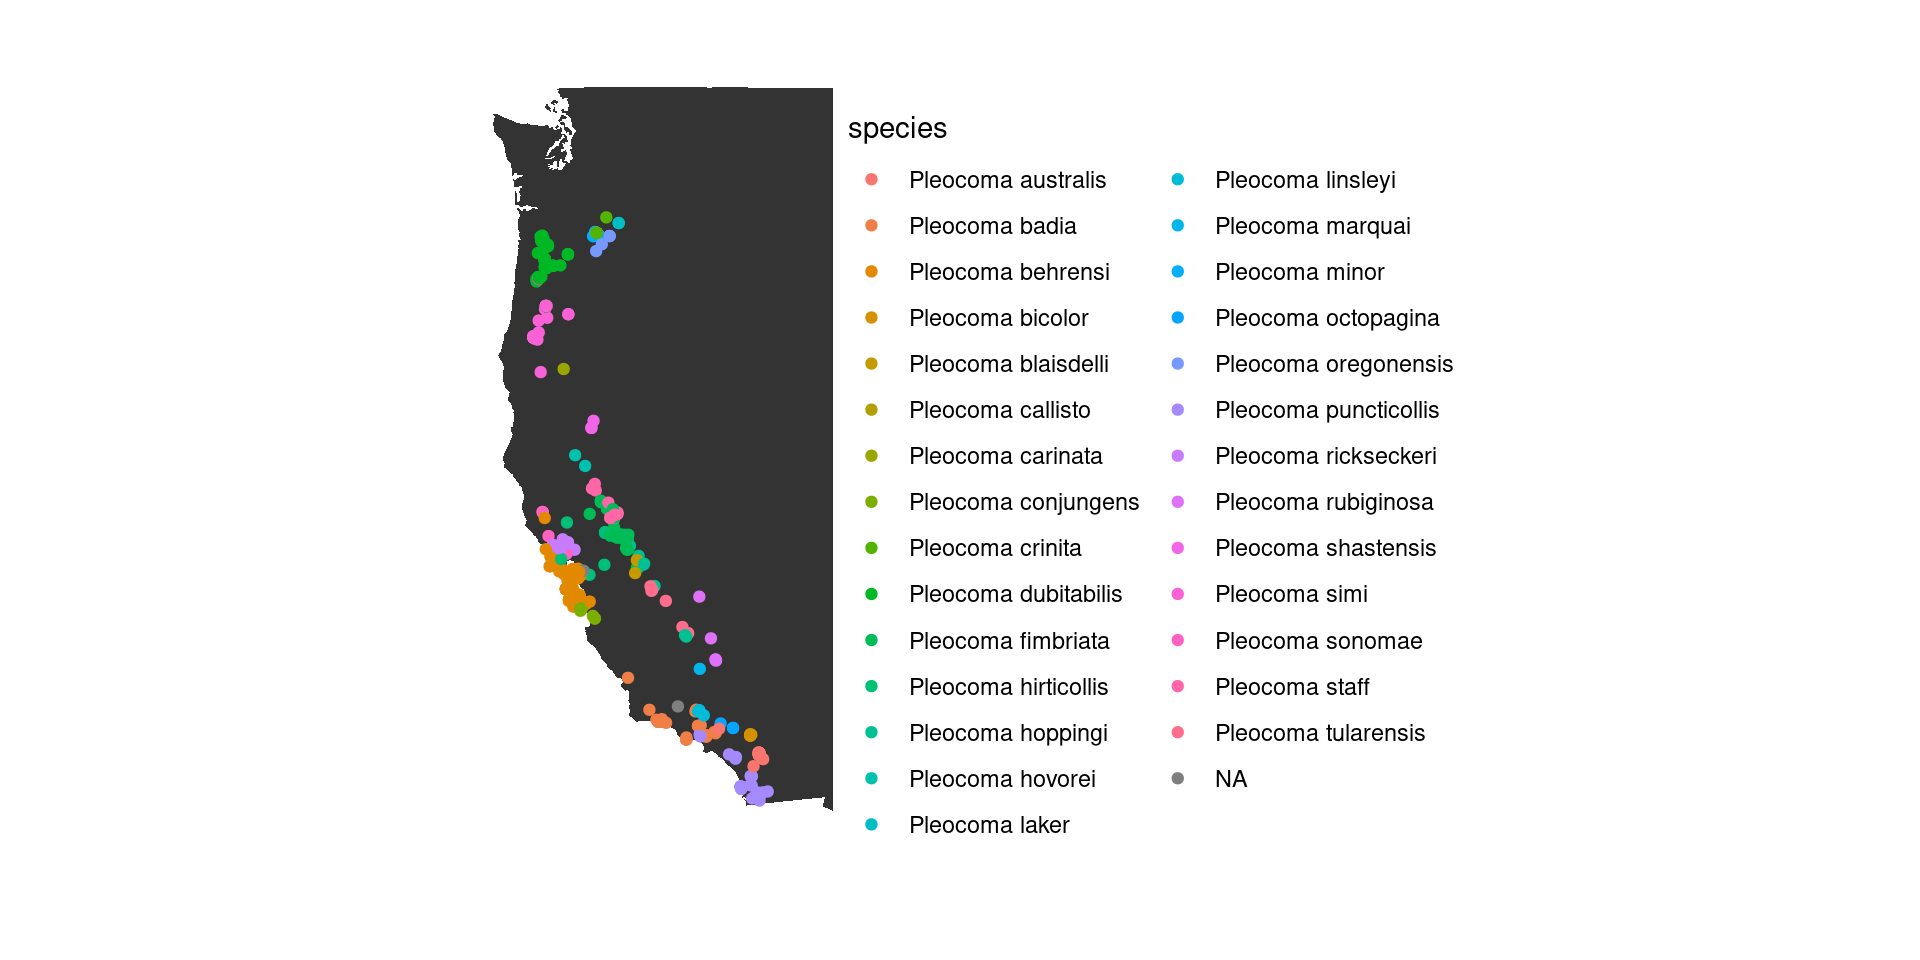 species
Pleocoma australis
Pleocoma badia
Pleocoma behrensi
Pleocoma bicolor
Pleocoma blaisdelli
Pleocoma callisto
Pleocoma carinata
Pleocoma conjungens
Pleocoma crinita
Pleocoma dubitabilis
Pleocoma fimbriata
Pleocoma hirticollis
Pleocoma hoppingi
Pleocoma hovorei
Pleocoma laker
Pleocoma linsleyi
Pleocoma marquai
Pleocoma minor
Pleocoma octopagina
Pleocoma oregonensis
Pleocoma puncticollis
Pleocoma rickseckeri
Pleocoma rubiginosa
Pleocoma shastensis
Pleocoma simi
Pleocoma sonomae
Pleocoma staff
Pleocoma tularensis
NA